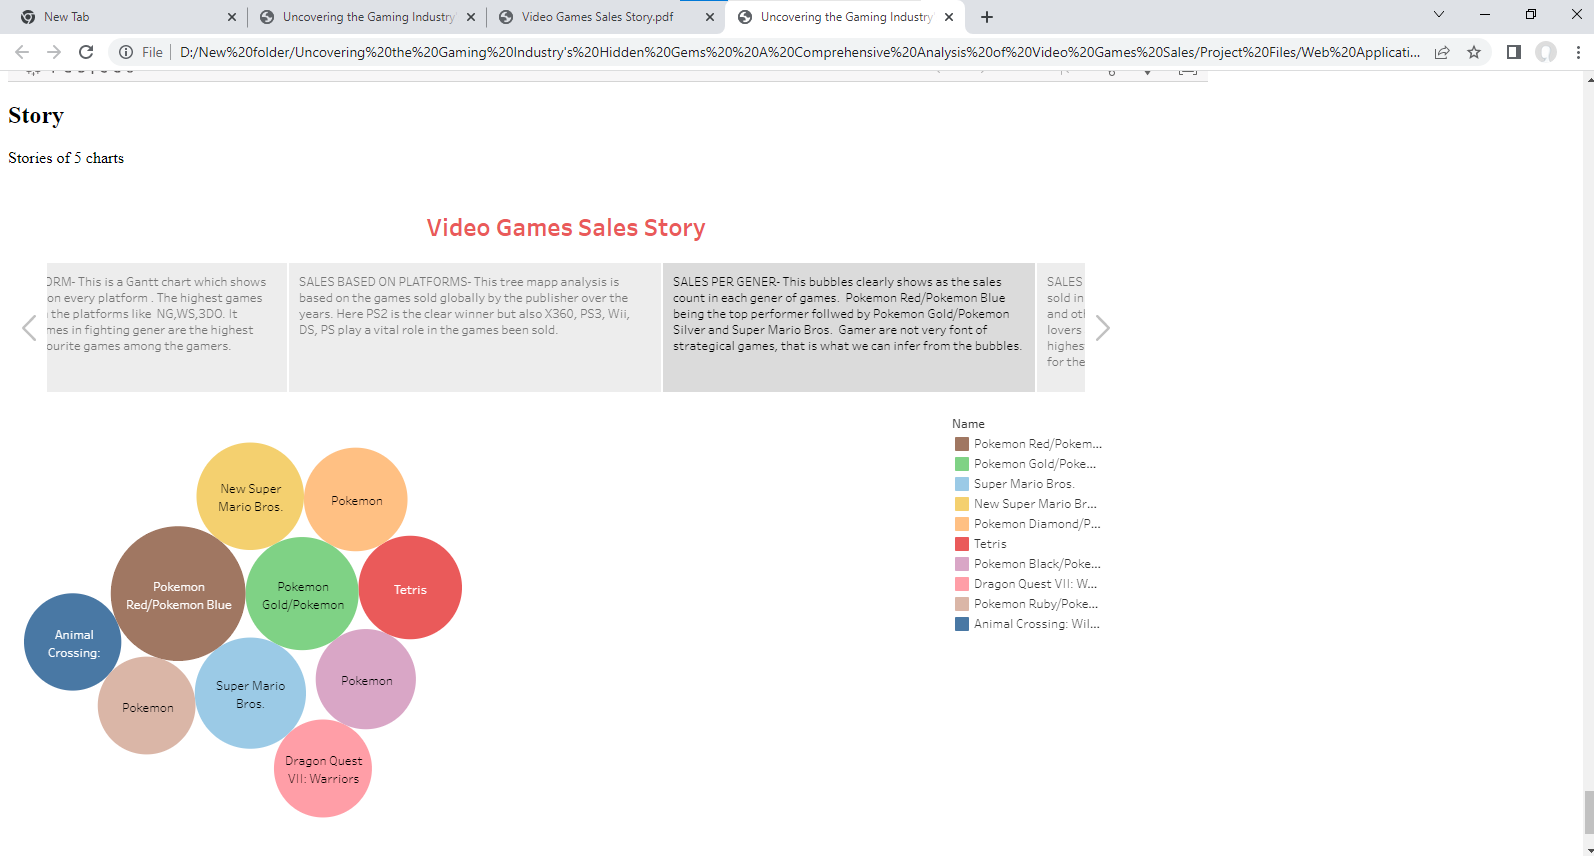 New Tab
Uncovering the Gaming Industry'
Video Games Sales Story.pdf
Uncovering the Gaming Industry'
File
D:/New%20folder/Uncovering%20the%20Gaming%20Industry's%20Hidden%20Gems%20%20A%20Comprehensive%20Analysis%20of%20Video%20Games%20Sales/Project%20Files/Web%20Applicati...
Story
Stories of 5 charts
Video Games Sales Story
ORM- This is a Gantt chart which shows
on every platform . The highest games
the platforms like NG,WS,3DO. It
mes in fighting gener are the highest
ourite games among the gamers.
SALES BASED ON PLATFORMS- This tree mapp analysis is
based on the games sold globally by the publisher over the
years. Here PS2 is the clear winner but also X360, PS3, Wii,
DS, PS play a vital role in the games been sold.
SALES PER GENER- This bubbles clearly shows as the sales
count in each gener of games. Pokemon Red/Pokemon Blue
being the top performer follwed by Pokemon Gold/Pokemon
Silver and Super Mario Bros. Gamer are not very font of
strategical games, that is what we can infer from the bubbles.
SALES
sold in
and otl
lovers
highes
for the
New Super
Mario Bros.
Pokemon
Pokemon
Red/Pokemon Blue
Pokemon
Gold/Pokemon
Tetris
Animal
Crossing:
Pokemon
Super Mario
Bros.
Pokemon
Dragon Quest
VII: Warriors
Name
Pokemon Red/Pokem...
Pokemon Gold/Poke...
Super Mario Bros.
New Super Mario Br...
Pokemon Diamond/P...
Tetris
Pokemon Black/Poke...
Dragon Quest VII: W...
Pokemon Ruby/Poke...
Animal Crossing: Wil...